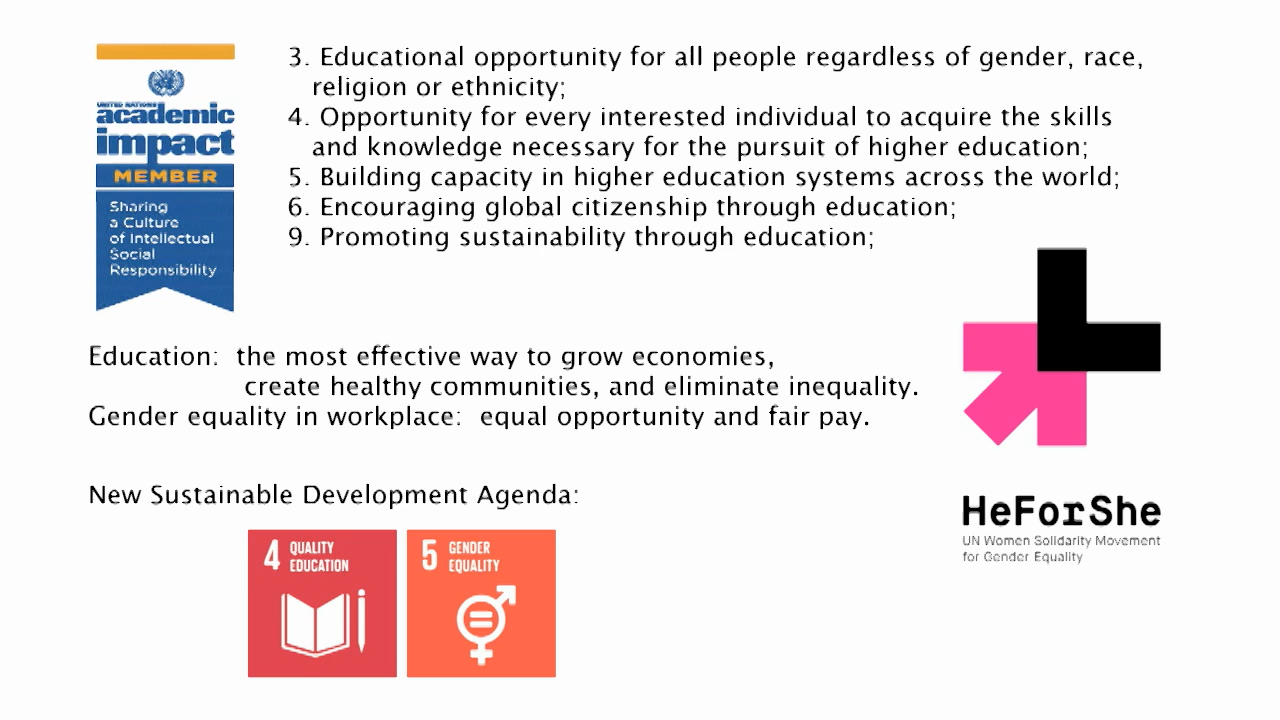 UNITED NATIONS
academic
impact
MEMBER
Sharing
a Culture
of Intellectual
Social
Responsibility
3. Educational opportunity for all people regardless of gender, race,
religion or ethnicity;
4. Opportunity for every interested individual to acquire the skills
and knowledge necessary for the pursuit of higher education;
5. Building capacity in higher education systems across the world;
6. Encouraging global citizenship through education;
9. Promoting sustainability through education;
Education: the most effective way to grow economies,
create healthy communities, and eliminate inequality.
Gender equality in workplace: equal opportunity and fair pay.
HeForShe
UN Women Solidarity Movement
for Gender Equality
New Sustainable Development Agenda:
4 QUALITY
EDUCATION
5 GENDER
EQUALITY